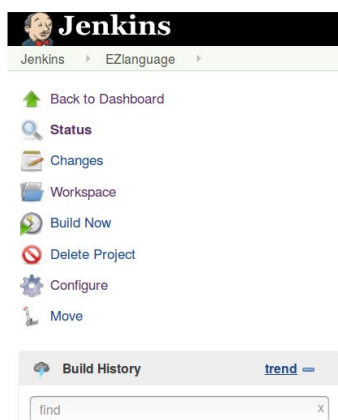 Jenkins
Jenkins EZlanguage
Back to Dashboard
Status
Changes
Workspace
Build Now
Delete Project
Configure
Move
Build History trend
find x